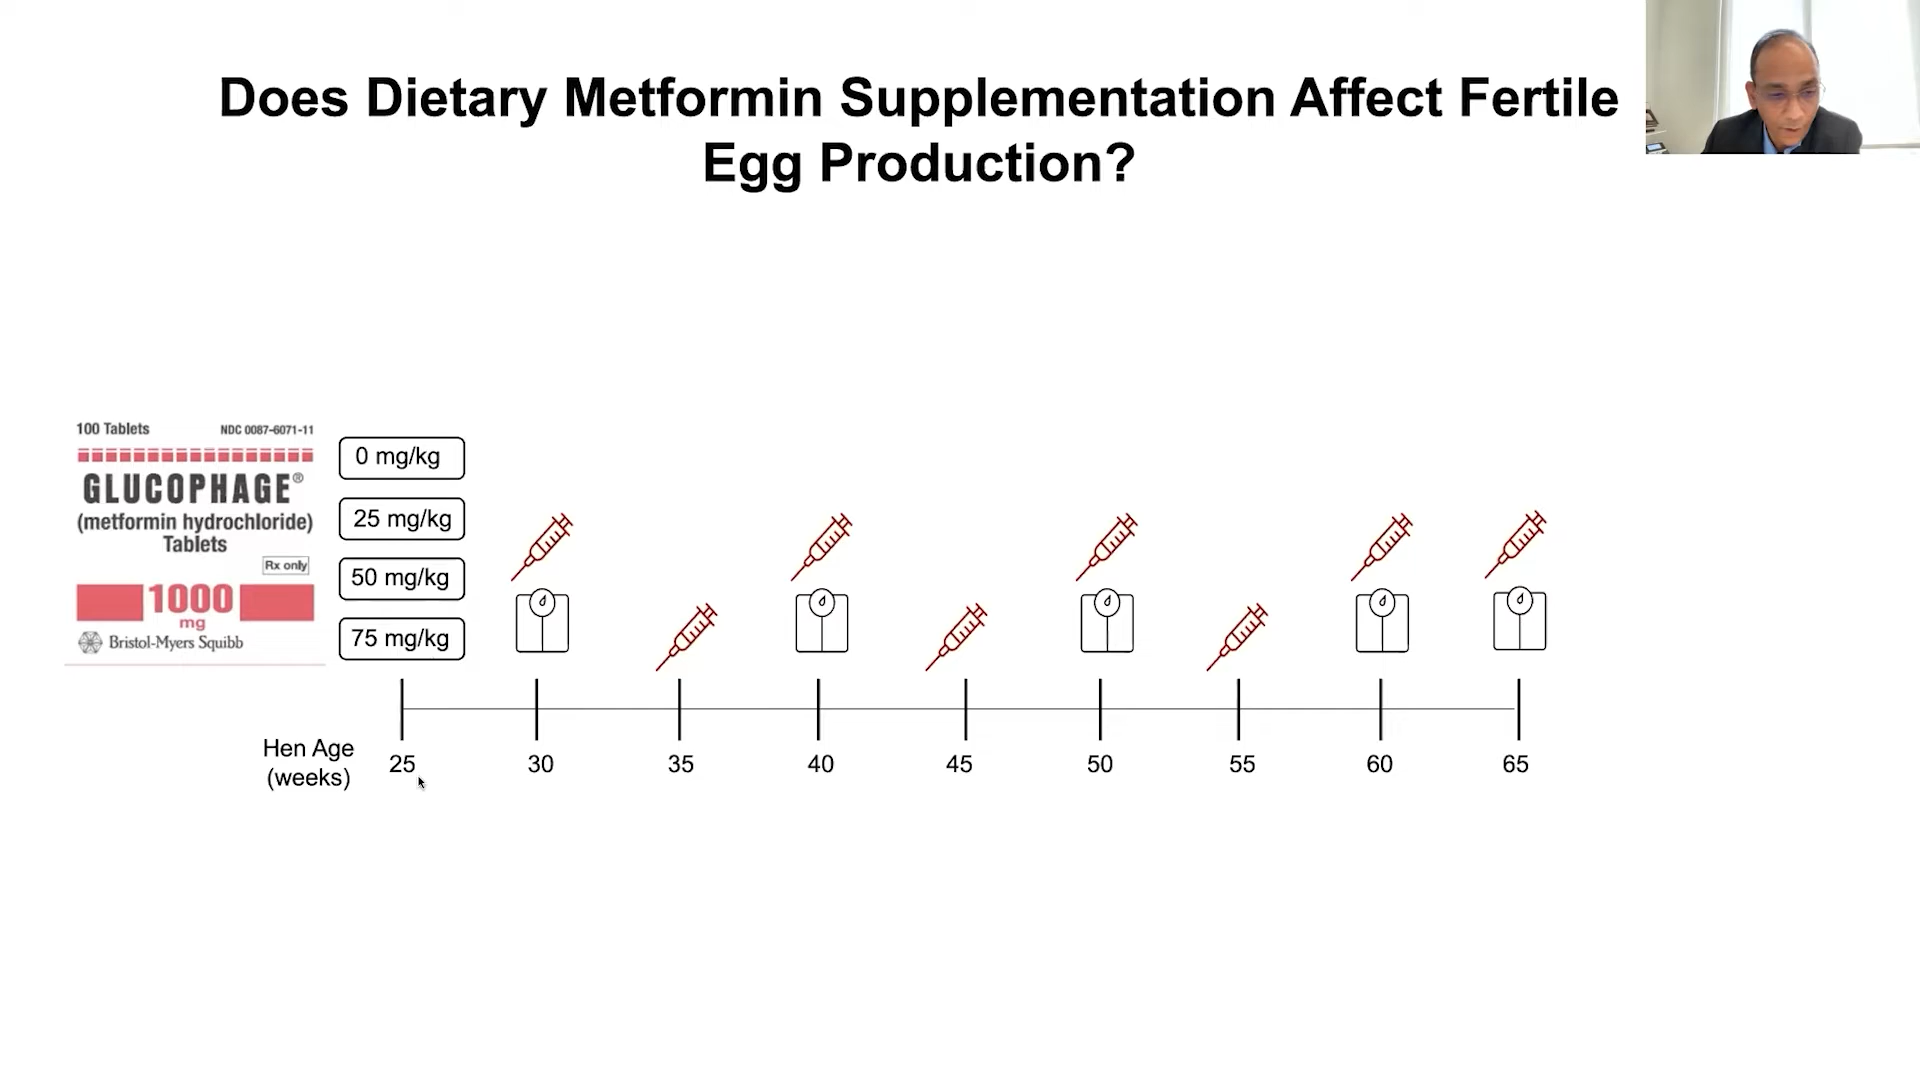 Does Dietary Metformin Supplementation Affect Fertile
Egg Production?
100 Tablets NDC 0087-6071-11
GLUCOPHAGE®
(metformin hydrochloride)
Tablets
Rx only
1000
mg
Bristol-Myers Squibb
0 mg/kg
25 mg/kg
50 mg/kg
75 mg/kg
Hen Age
(weeks)
25 30 35 40 45 50 55 60 65